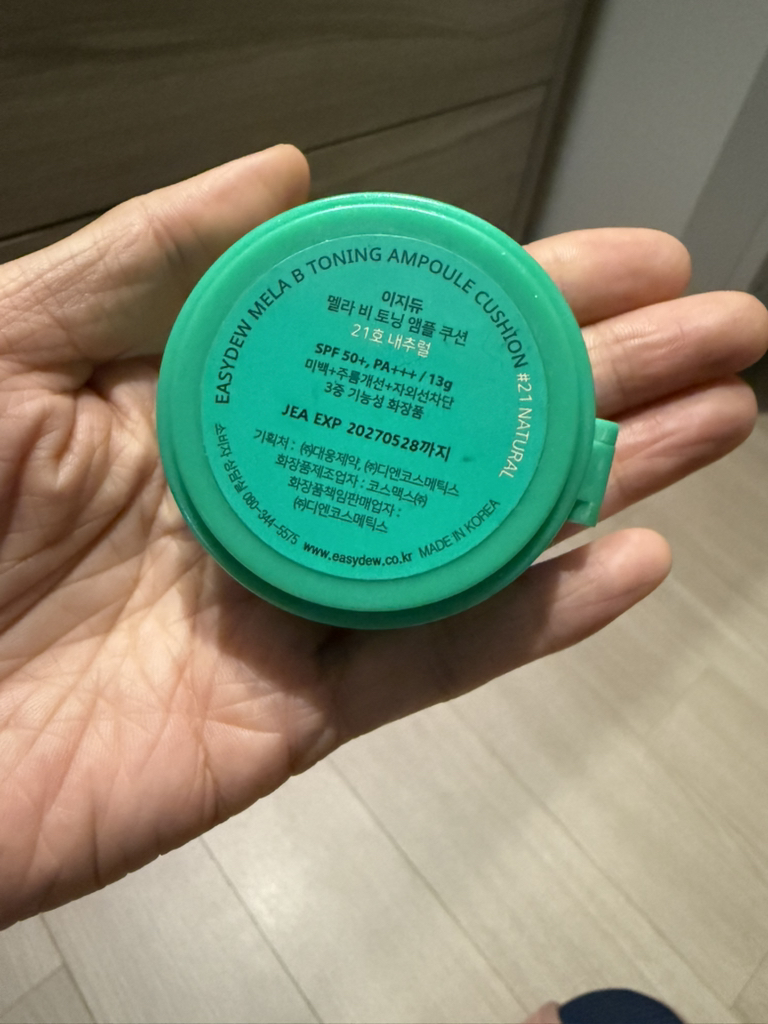 EASYDEW MELA B TONING AMPOULE CUSHION #21 NATURAL
이지듀
멜라 비 토닝 앰플 쿠션
21호 내추럴
SPF 50+, PA+++ / 13g
미백+주름개선+자외선차단
3중 기능성 화장품
JEA EXP 20270528까지
기획처 : ㈜대웅제약, ㈜디엔코스메틱스
화장품제조업자 : 코스맥스㈜
화장품책임판매업자 :
㈜디엔코스메틱스
소비자 상담실 080-344-5575 www.easydew.co.kr MADE IN KOREA